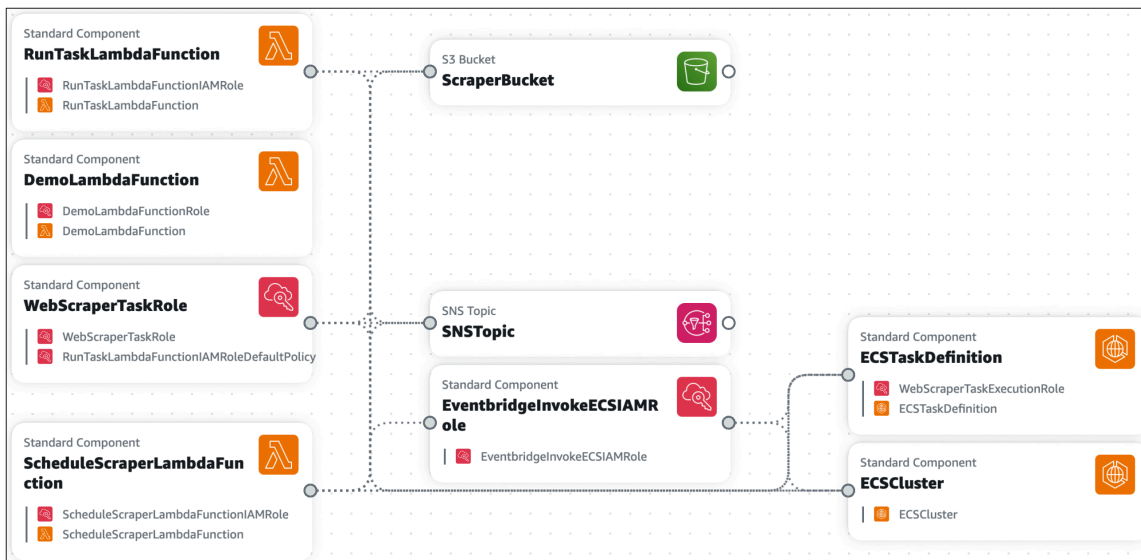 Standard Component
RunTaskLambdaFunction
RunTaskLambdaFunctionIAMRole
RunTaskLambdaFunction
Standard Component
DemoLambdaFunction
DemoLambdaFunctionRole
DemoLambdaFunction
Standard Component
WebScraperTaskRole
WebScraperTaskRole
RunTaskLambdaFunctionIAMRoleDefaultPolicy
Standard Component
ScheduleScraperLambdaFun
ction
ScheduleScraperLambdaFunctionIAMRole
ScheduleScraperLambdaFunction
S3 Bucket
ScraperBucket
SNS Topic
SNSTopic
Standard Component
EventbridgeInvokeECSIAMR
ole
EventbridgeInvokeECSIAMRole
Standard Component
ECSTaskDefinition
WebScraperTaskExecutionRole
ECSTaskDefinition
Standard Component
ECSCluster
ECSCluster